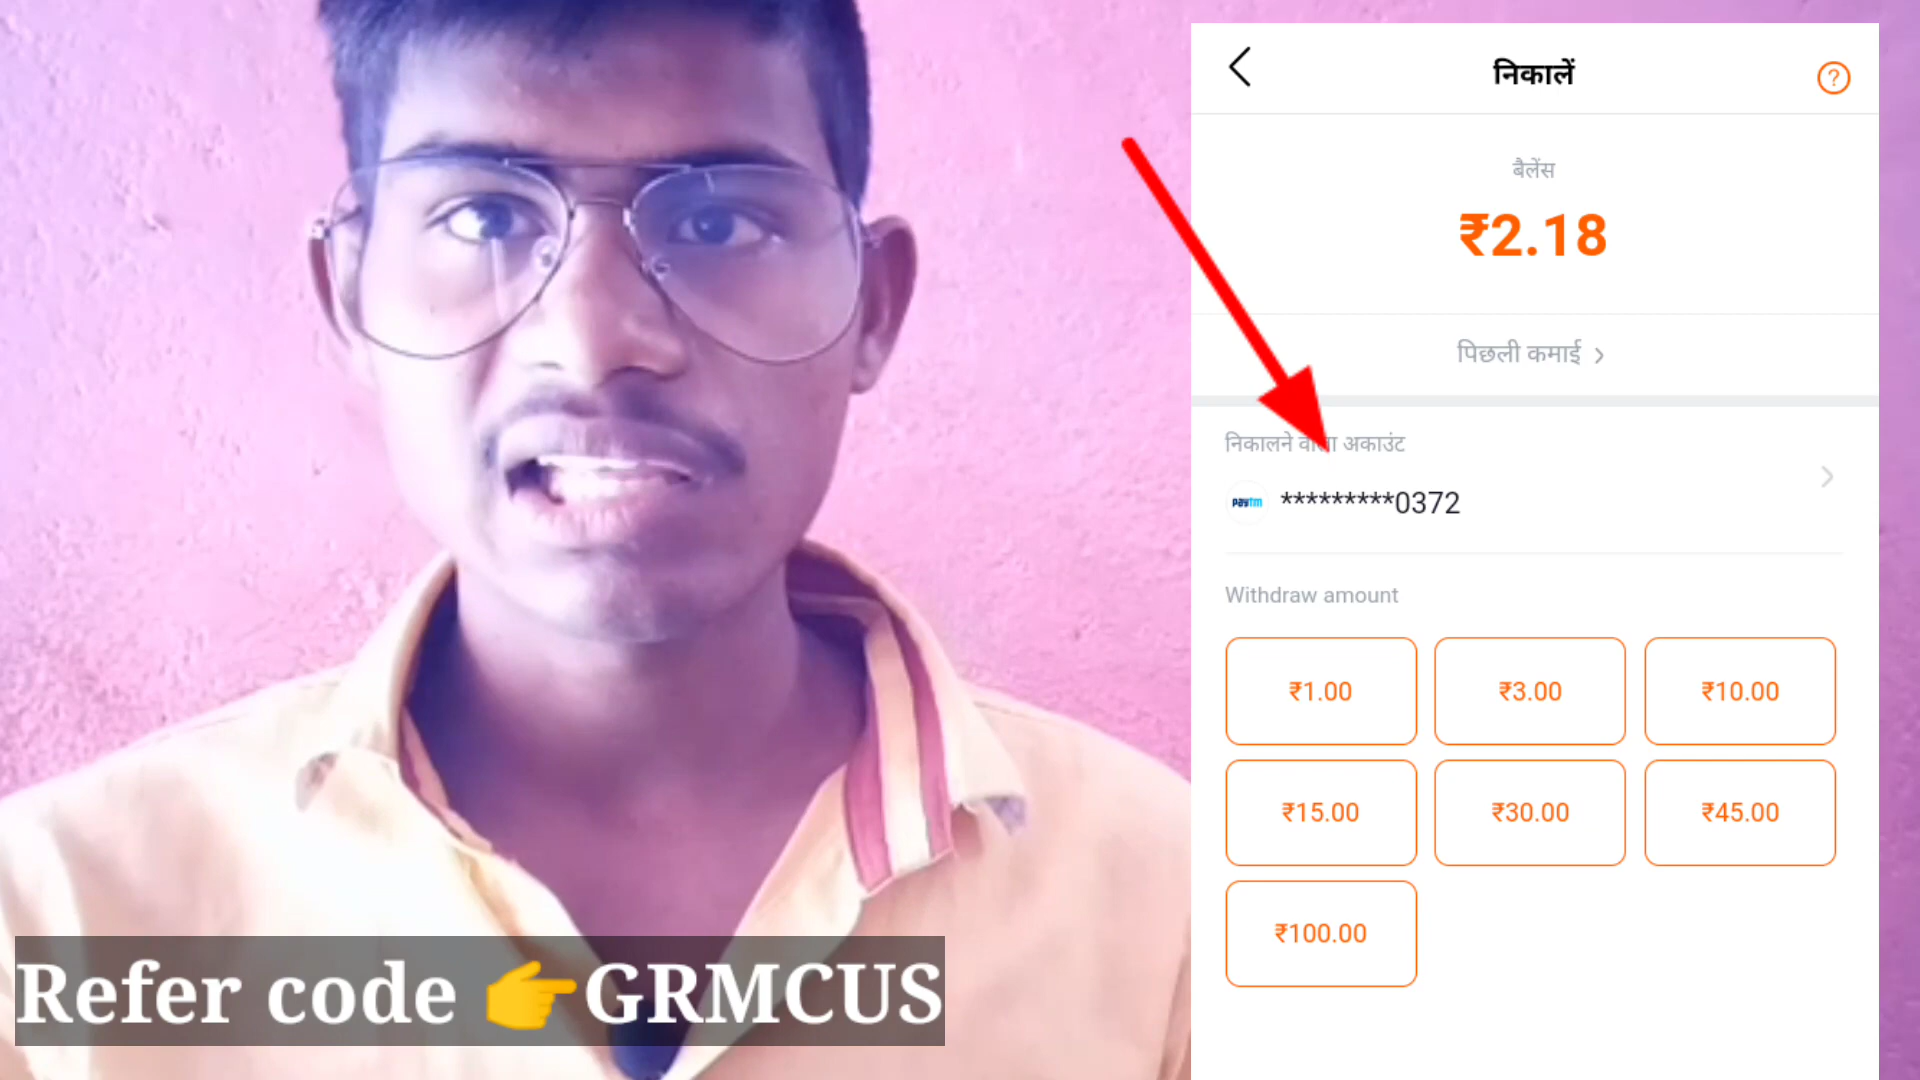 निकालें
?
बैलेंस
₹2.18
पिछली कमाई
निकालने अकाउंट
paytm *********0372
Withdraw amount
₹1.00 ₹3.00 ₹10.00
₹15.00 ₹30.00 ₹45.00
₹100.00
Refer code 👉GRMCUS